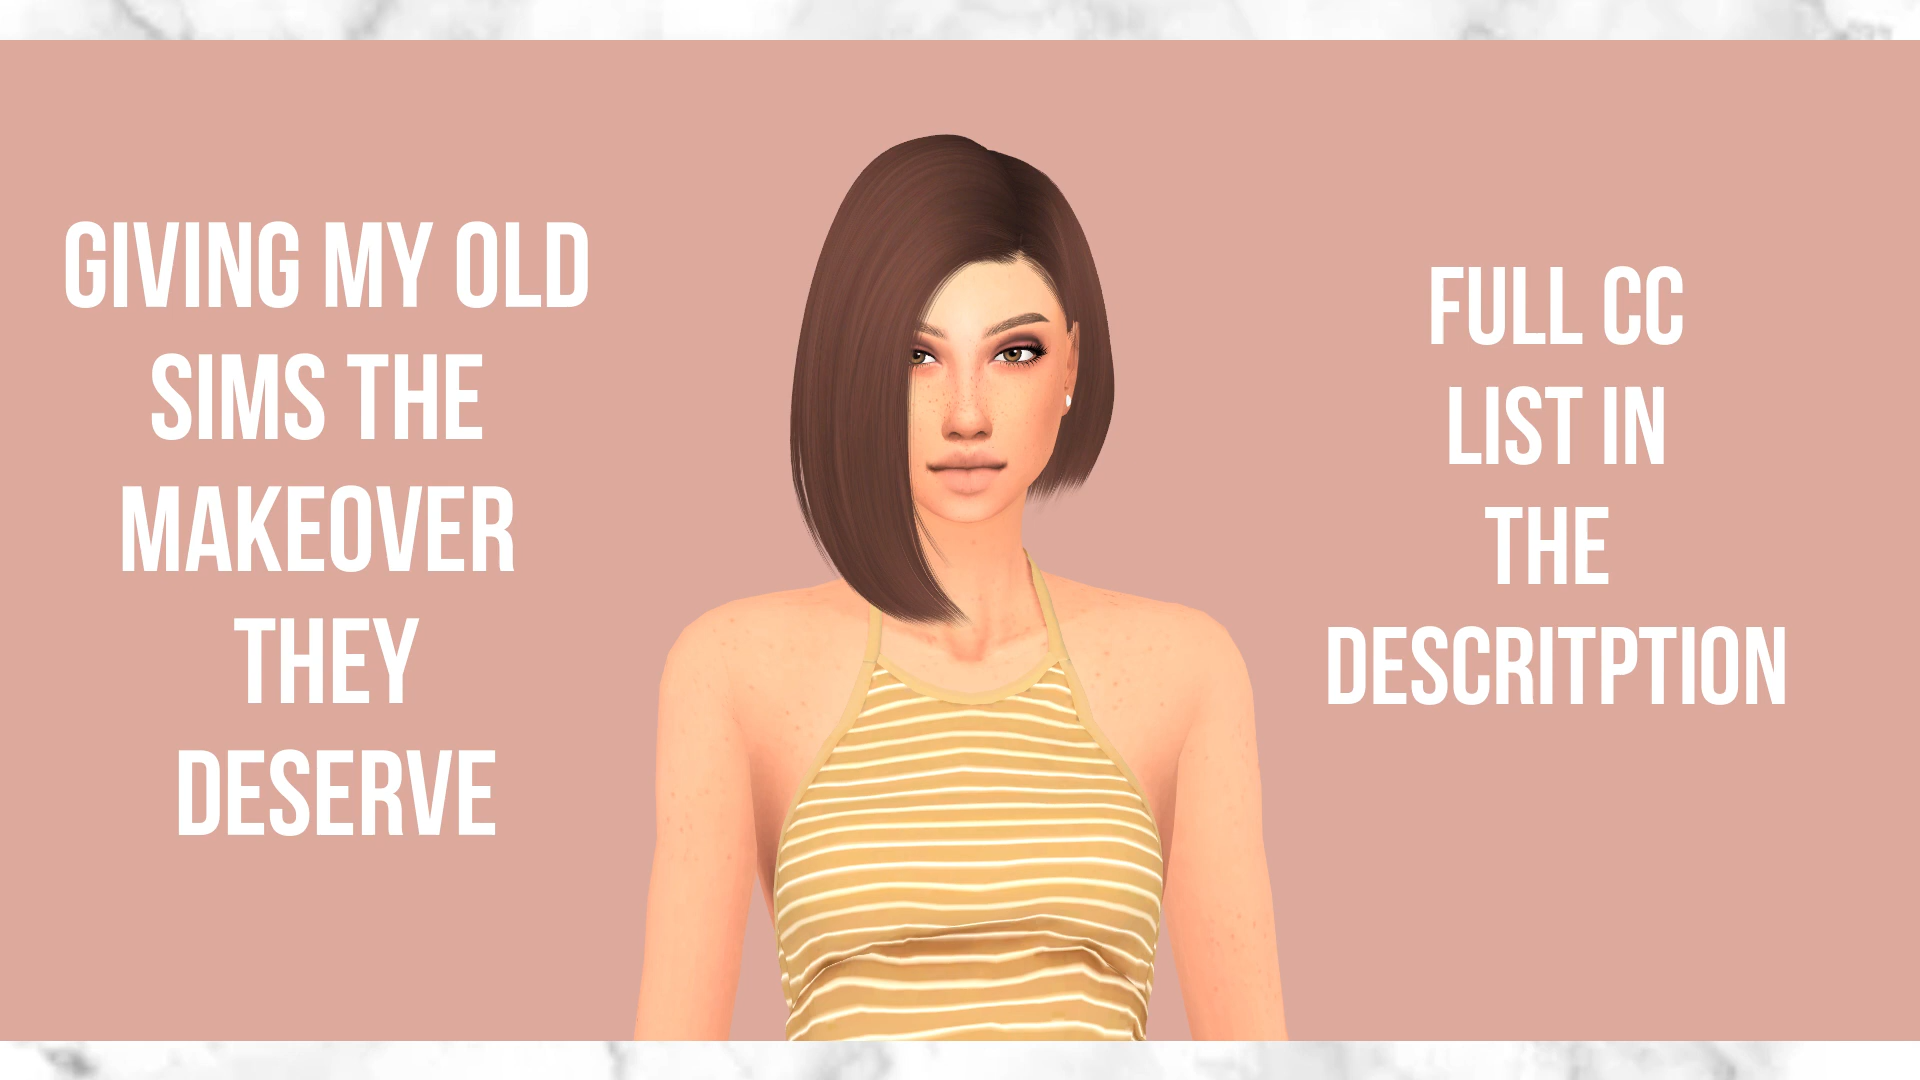 GIVING MY OLD
SIMS THE
MAKEOVER
THEY
DESERVE
FULL CC
LIST IN
THE
DESCRITPTION